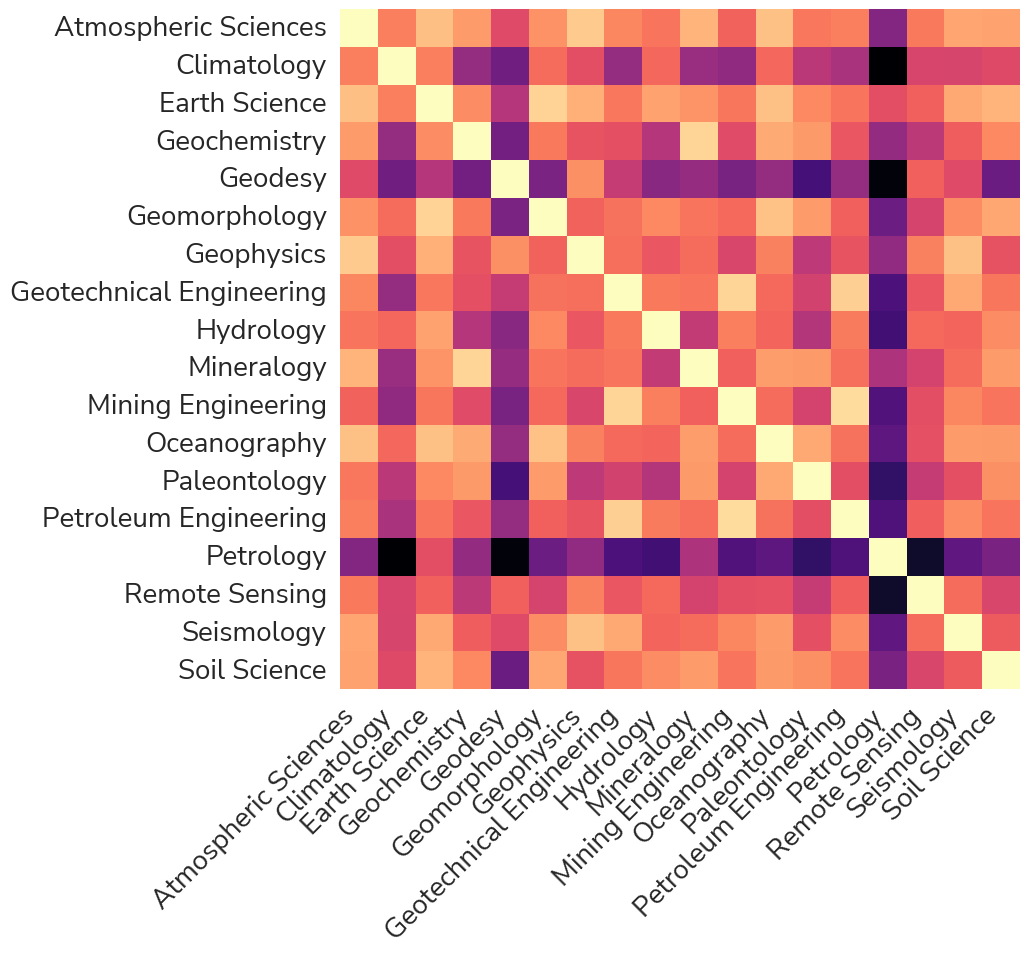 Atmospheric Sciences
Climatology
Earth Science
Geochemistry
Geodesy
Geomorphology
Geophysics
Geotechnical Engineering
Hydrology
Mineralogy
Mining Engineering
Oceanography
Paleontology
Petroleum Engineering
Petrology
Remote Sensing
Seismology
Soil Science
Atmospheric Sciences
Climatology
Earth Science
Geochemistry
Geodesy
Geomorphology
Geophysics
Geotechnical Engineering
Hydrology
Mineralogy
Mining Engineering
Oceanography
Paleontology
Petroleum Engineering
Petrology
Remote Sensing
Seismology
Soil Science